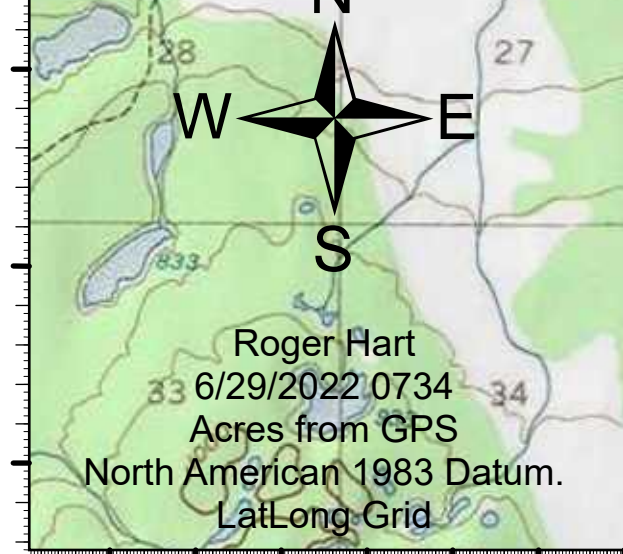 N
28
27
W
E
S
833
Roger Hart
33
6/29/2022 0734
34
Acres from GPS
North American 1983 Datum.
LatLong Grid